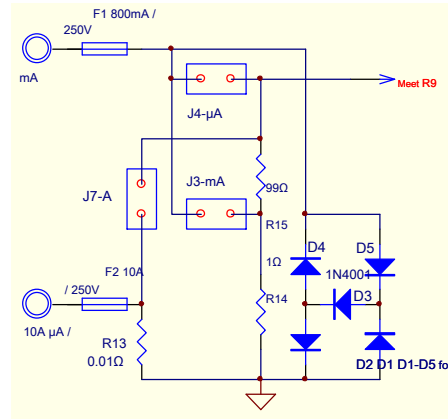 F1 800mA /
250V
mA
Meet R9
J4-µA
99Ω
J7-A
J3-mA
R15
D4
D5
1Ω
1N4001
F2 10A
/ 250V
D3
R14
10A µA /
R13
0.01Ω
D2 D1 D1-D5 fo